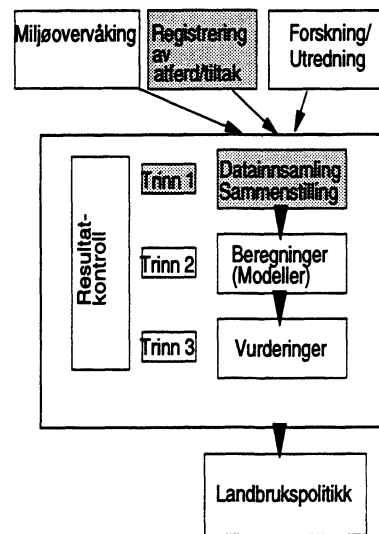 Miljøovervåking
Registrering
av
atferd/tiltak
Forskning/
Utredning
Resultat-
kontroll
Trinn 1
Datainnsamling
Sammenstilling
Trinn 2
Beregninger
(Modeller)
Trinn 3
Vurderinger
Landbrukspolitikk